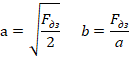 a = √(F_дз / 2)   b = F_дз / a